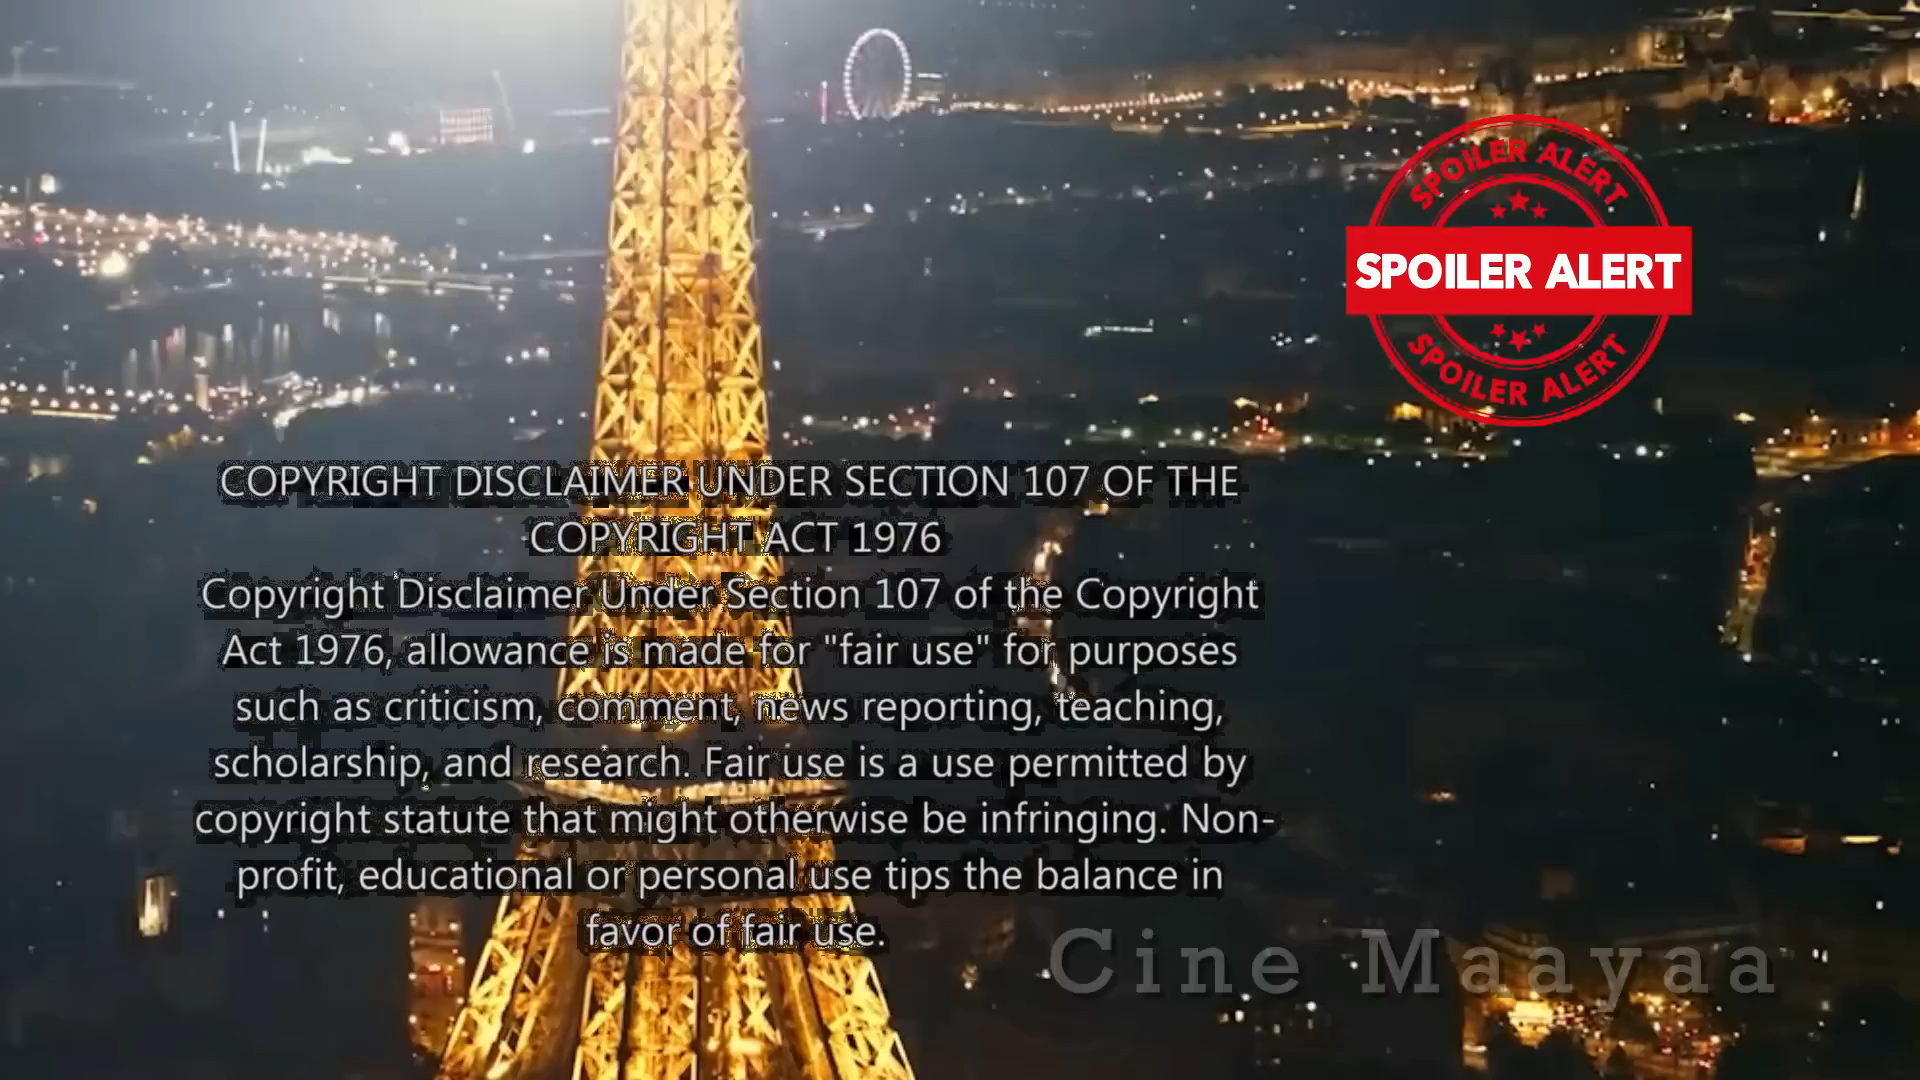 SPOILER ALERT
SPOILER ALERT
SPOILER ALERT
COPYRIGHT DISCLAIMER UNDER SECTION 107 OF THE
COPYRIGHT ACT 1976
Copyright Disclaimer Under Section 107 of the Copyright
Act 1976, allowance is made for "fair use" for purposes
such as criticism, comment, news reporting, teaching,
scholarship, and research. Fair use is a use permitted by
copyright statute that might otherwise be infringing. Non-
profit, educational or personal use tips the balance in
favor of fair use.
Cine Maayaa